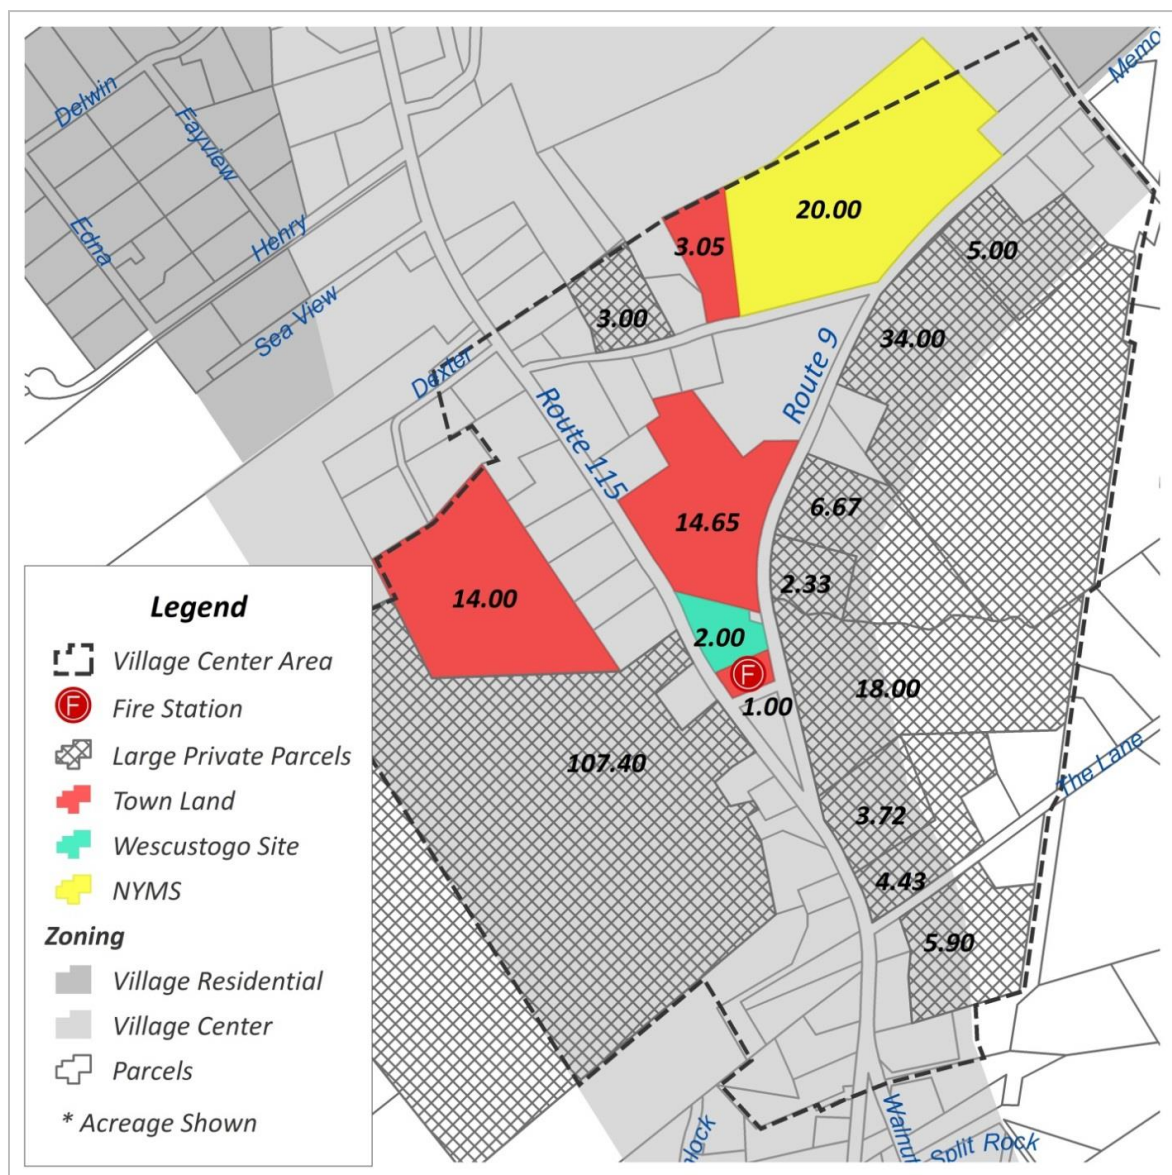 Delwin
Fayview
Edna
Henry
Sea View
Dexter
Route 115
Route 9
20.00
3.05
3.00
5.00
34.00
14.65
6.67
2.33
14.00
2.00
F
1.00
18.00
107.40
3.72
4.43
5.90
The Lane
Walnut
Split Rock
Legend
Village Center Area
F
Fire Station
Large Private Parcels
Town Land
Wescustogo Site
NYMS
Zoning
Village Residential
Village Center
Parcels
* Acreage Shown